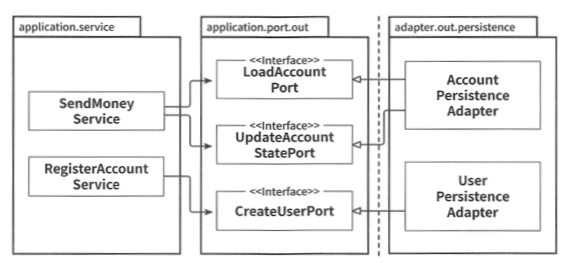 application.service
SendMoney
Service
RegisterAccount
Service
application.port.out
<<Interface>>
LoadAccount
Port
<<Interface>>
UpdateAccount
StatePort
<<Interface>>
CreateUserPort
adapter.out.persistence
Account
Persistence
Adapter
User
Persistence
Adapter